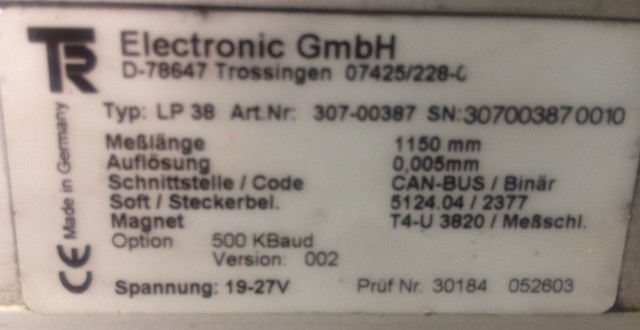 TR
Electronic GmbH
D-78647 Trossingen 07425/228-0
Typ: LP 38 Art.Nr: 307-00387 SN:307003870010
Meßlänge 1150 mm
Auflösung 0,005mm
Schnittstelle / Code CAN-BUS / Binär
Soft / Steckerbel. 5124.04 / 2377
Magnet T4-U 3820 / Meßschl.
Option 500 KBaud
Version: 002
Spannung: 19-27V Prüf Nr. 30184 052603
CE Made in Germany